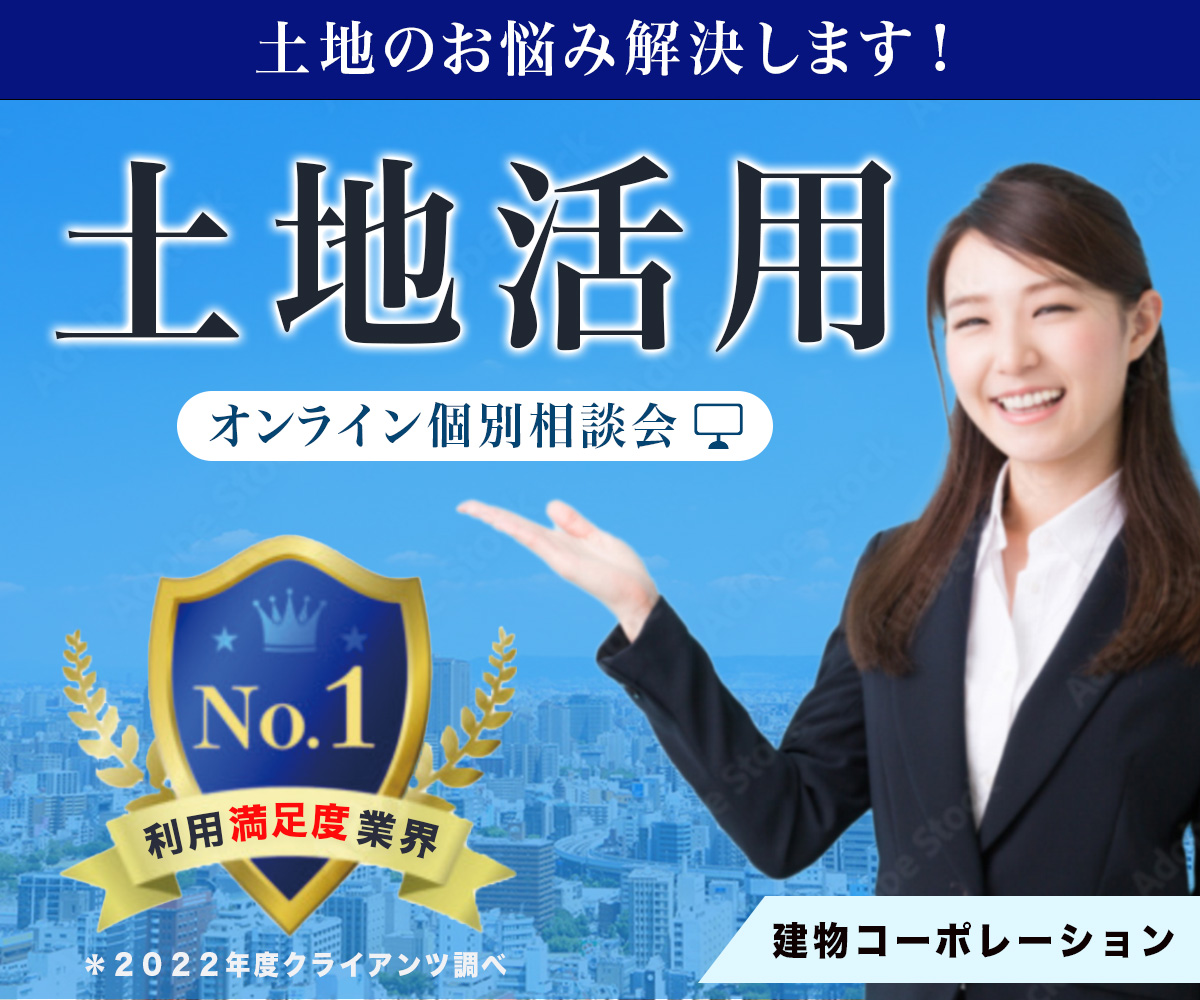 土地のお悩み解決します！
土地活用
オンライン個別相談会
No.1
利用満足度業界
＊２０２２年度クライアンツ調べ
建物コーポレーション
Adobe Stock